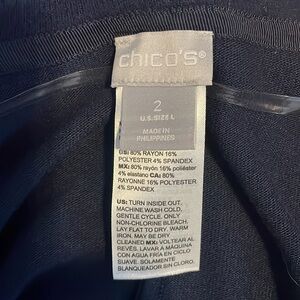 chico's®
2
U.S. SIZE L
MADE IN
PHILIPPINES
US: 80% RAYON 16%
POLYESTER 4% SPANDEX
MX: 80% rayón 16% poliéster
4% elastano CA: 80%
RAYONNE 16% POLYESTER
4% SPANDEX
US: TURN INSIDE OUT.
MACHINE WASH COLD,
GENTLE CYCLE. ONLY
NON-CHLORINE BLEACH,
LAY FLAT TO DRY. WARM
IRON. MAY BE DRY
CLEANED MX: VOLTEAR AL
REVÉS. LAVAR A MÁQUINA
CON AGUA FRÍA EN CICLO
SUAVE. SOLAMENTE
BLANQUEADOR SIN CLORO.